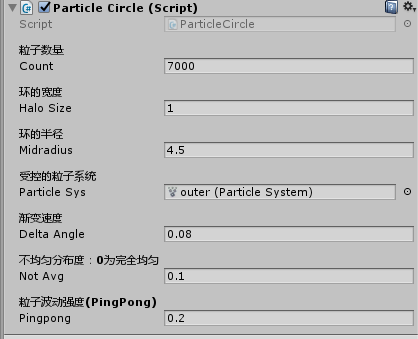 Particle Circle (Script)
Script ParticleCircle
粒子数量
Count 7000
环的宽度
Halo Size 1
环的半径
Midradius 4.5
受控的粒子系统
Particle Sys outer (Particle System)
渐变速度
Delta Angle 0.08
不均匀分布度：0为完全均匀
Not Avg 0.1
粒子波动强度(PingPong)
Pingpong 0.2